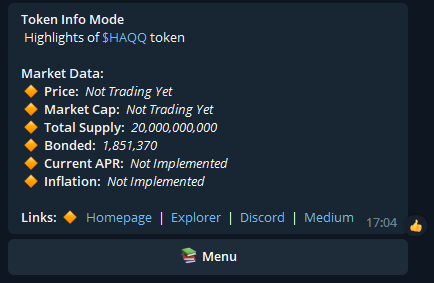 Token Info Mode
Highlights of $HAQQ token
Market Data:
🔶 Price: Not Trading Yet
🔶 Market Cap: Not Trading Yet
🔶 Total Supply: 20,000,000,000
🔶 Bonded: 1,851,370
🔶 Current APR: Not Implemented
🔶 Inflation: Not Implemented
Links: 🔶 Homepage | Explorer | Discord | Medium
17:04
Menu